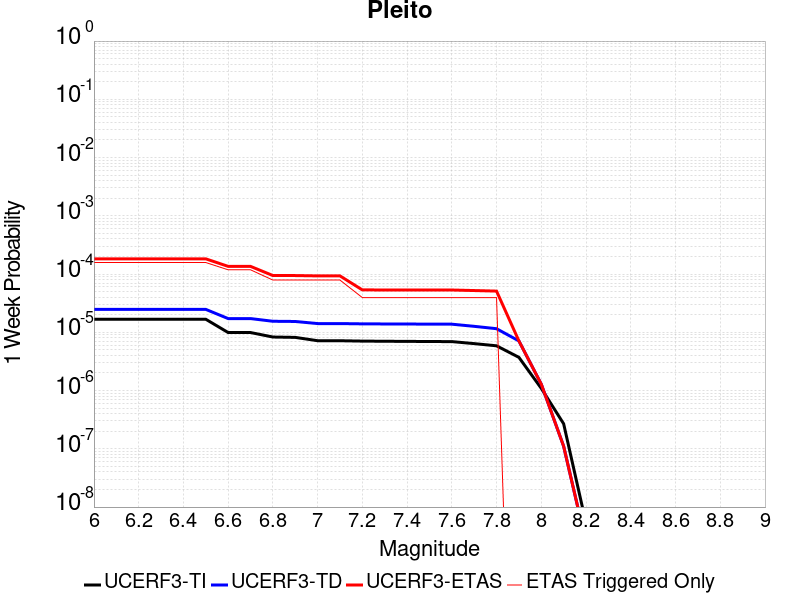 Pleito
10^0
10^-1
10^-2
10^-3
10^-4
10^-5
10^-6
10^-7
10^-8
1 Week Probability
6 6.2 6.4 6.6 6.8 7 7.2 7.4 7.6 7.8 8 8.2 8.4 8.6 8.8 9
Magnitude
UCERF3-TI UCERF3-TD UCERF3-ETAS ETAS Triggered Only